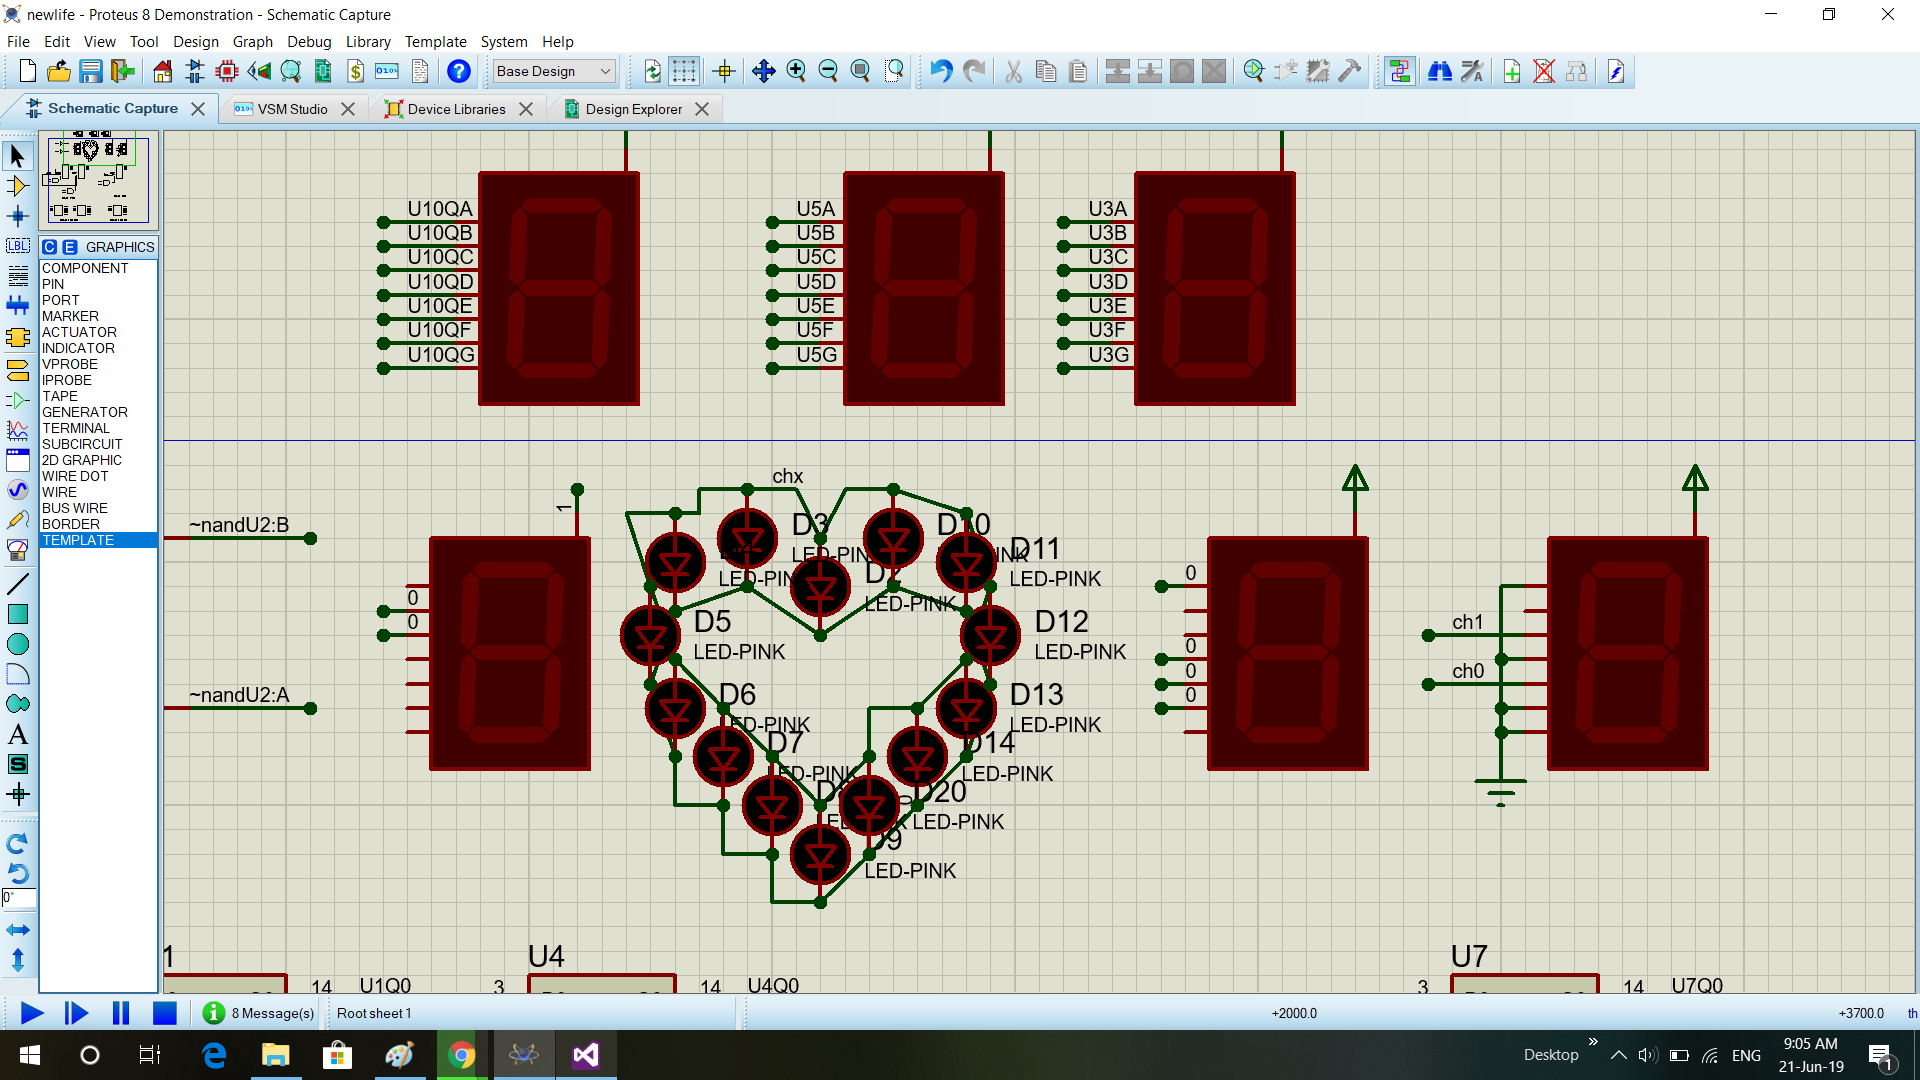 newlife - Proteus 8 Demonstration - Schematic Capture
File Edit View Tool Design Graph Debug Library Template System Help
Base Design
Schematic Capture VSM Studio Device Libraries Design Explorer
C E GRAPHICS
COMPONENT
PIN
PORT
MARKER
ACTUATOR
INDICATOR
VPROBE
IPROBE
TAPE
GENERATOR
TERMINAL
SUBCIRCUIT
2D GRAPHIC
WIRE DOT
WIRE
BUS WIRE
BORDER
TEMPLATE
LBL
A
S
0°
U10QA
U10QB
U10QC
U10QD
U10QE
U10QF
U10QG
U5A
U5B
U5C
U5D
U5E
U5F
U5G
U3A
U3B
U3C
U3D
U3E
U3F
U3G
chx
~nandU2:B
~nandU2:A
1
0
0
D3
LED-PIN
D10
D11
LED-PINK
LED-PIN
D2
LED-PINK
D5
LED-PINK
D12
LED-PINK
D6
LED-PINK
D13
LED-PINK
D7
LED-PINK
D14
LED-PINK
D20
LED-PINK
D9
LED-PINK
0
0
0
0
ch1
ch0
1
14 U1Q0
U4
3
14 U4Q0
U7
3
14 U7Q0
8 Message(s) Root sheet 1 +2000.0 +3700.0 th
Desktop ENG 9:05 AM
21-Jun-19
1